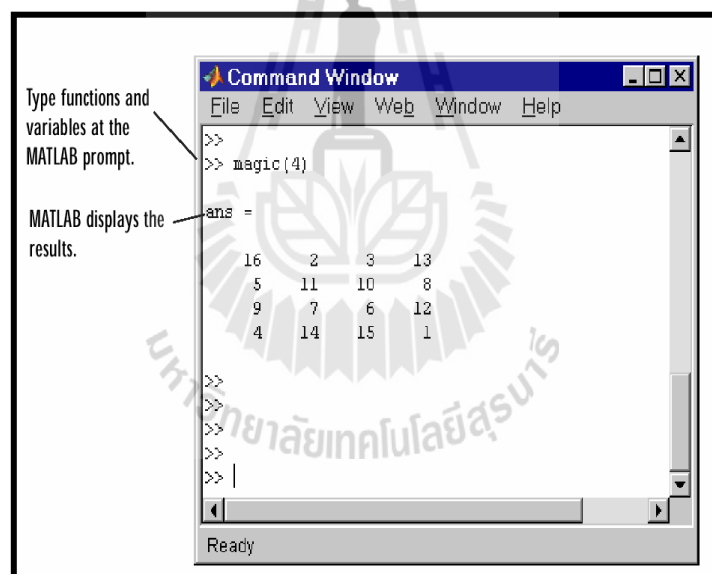 Type functions and
variables at the
MATLAB prompt.
MATLAB displays the
results.
Command Window
File Edit View Web Window Help
>>
>> magic(4)
ans =
16 2 3 13
5 11 10 8
9 7 6 12
4 14 15 1
>>
>>
>>
>>
>>
Ready
มหาวิทยาลัยเทคโนโลยีสุรนารี